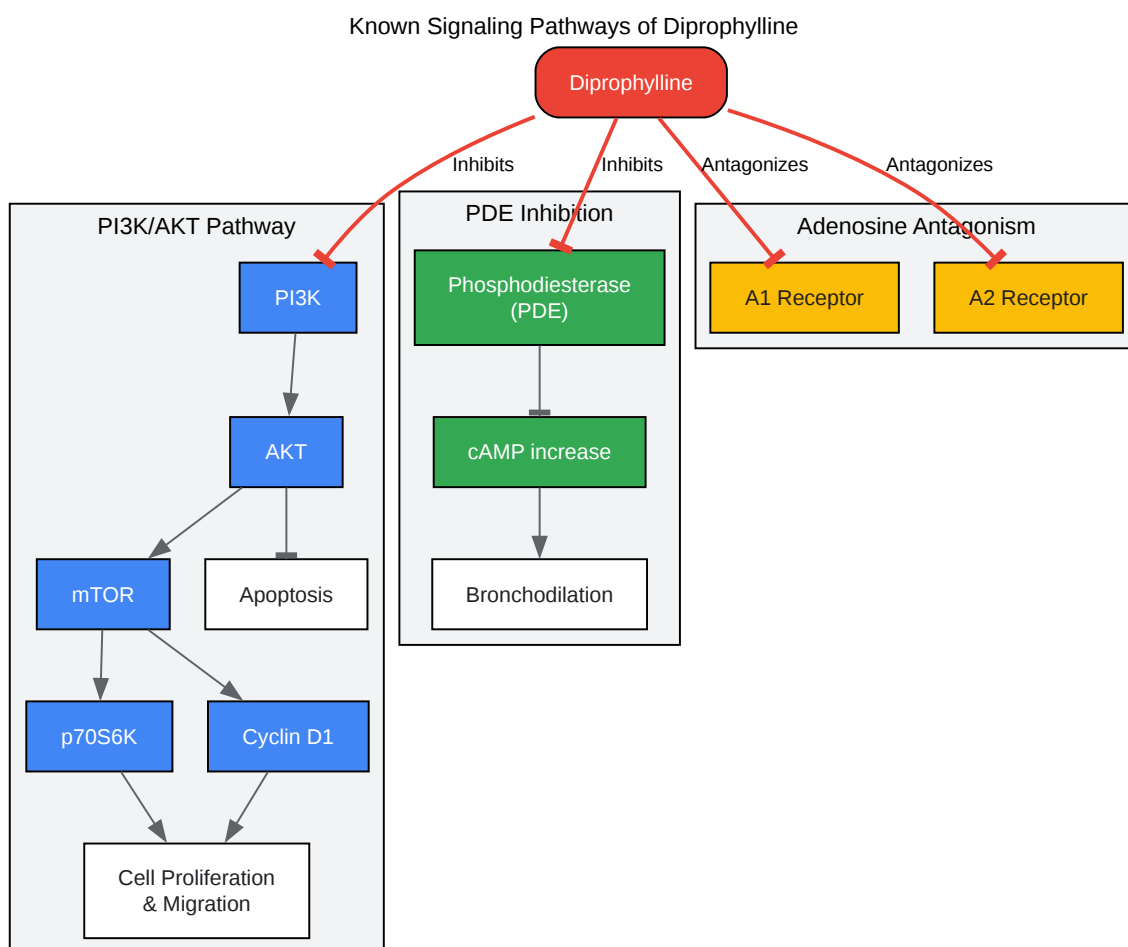 Known Signaling Pathways of Diprophylline
Diprophylline
Inhibits
Inhibits
Antagonizes
Antagonizes
PI3K/AKT Pathway
PDE Inhibition
Adenosine Antagonism
PI3K
Phosphodiesterase
(PDE)
A1 Receptor
A2 Receptor
AKT
cAMP increase
mTOR
Apoptosis
Bronchodilation
p70S6K
Cyclin D1
Cell Proliferation
& Migration